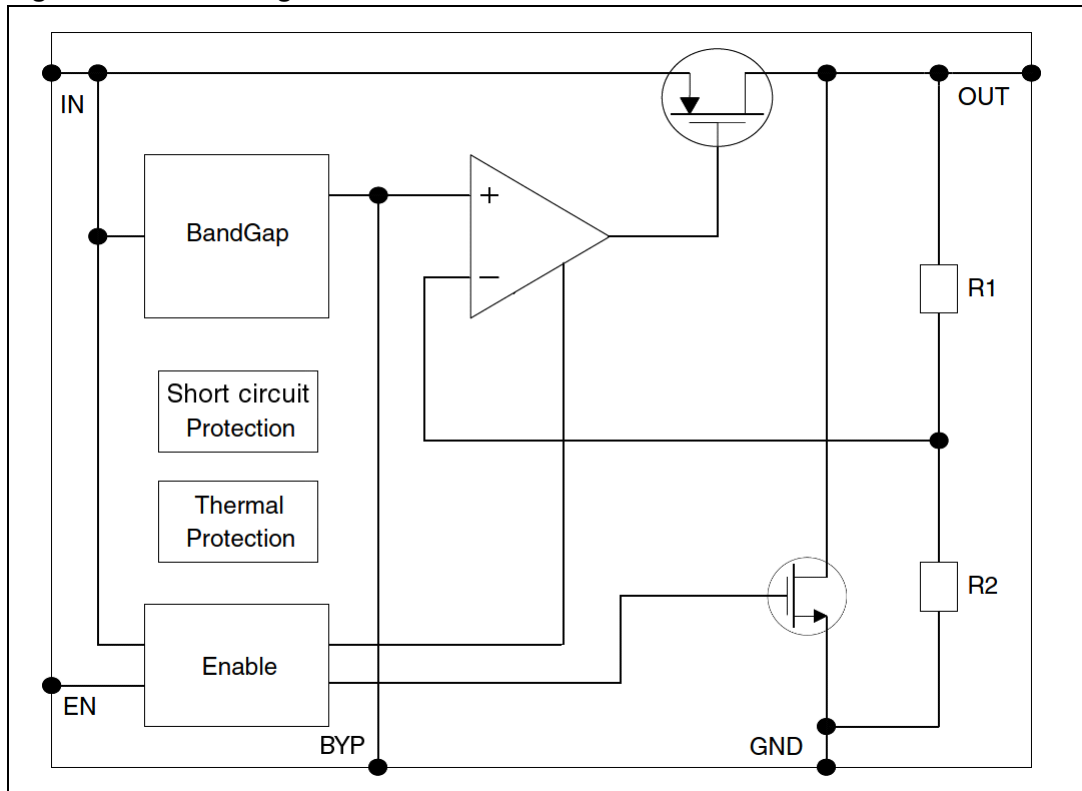 IN
OUT
BandGap
+
−
R1
Short circuit
Protection
Thermal
Protection
R2
Enable
EN
BYP
GND